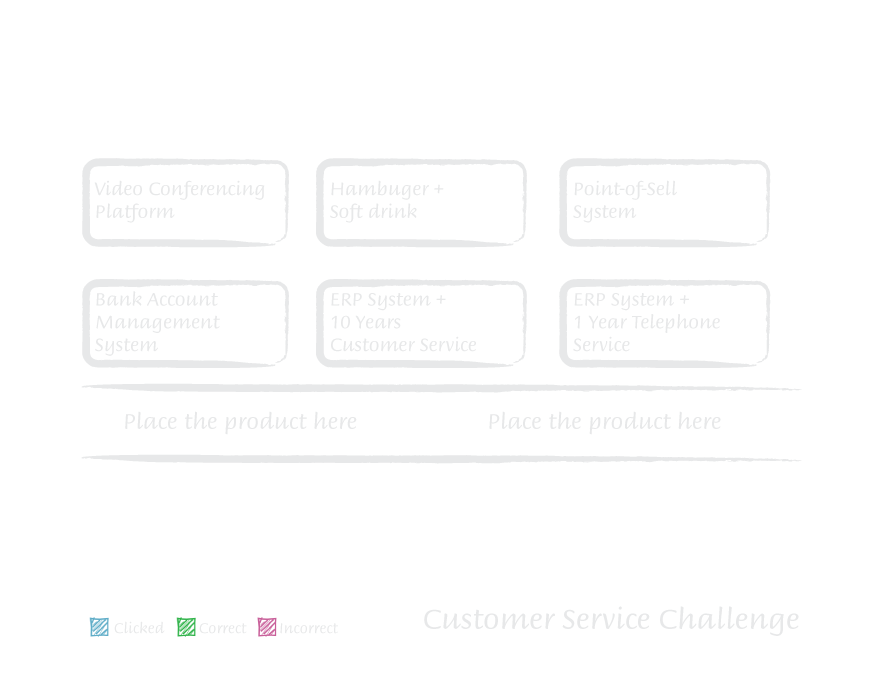 Video Conferencing
Platform
Hambuger +
Soft drink
Point-of-Sell
System
Bank Account
Management
System
ERP System +
10 Years
Customer Service
ERP System +
1 Year Telephone
Service
Place the product here
Place the product here
Clicked
Correct
Incorrect
Customer Service Challenge